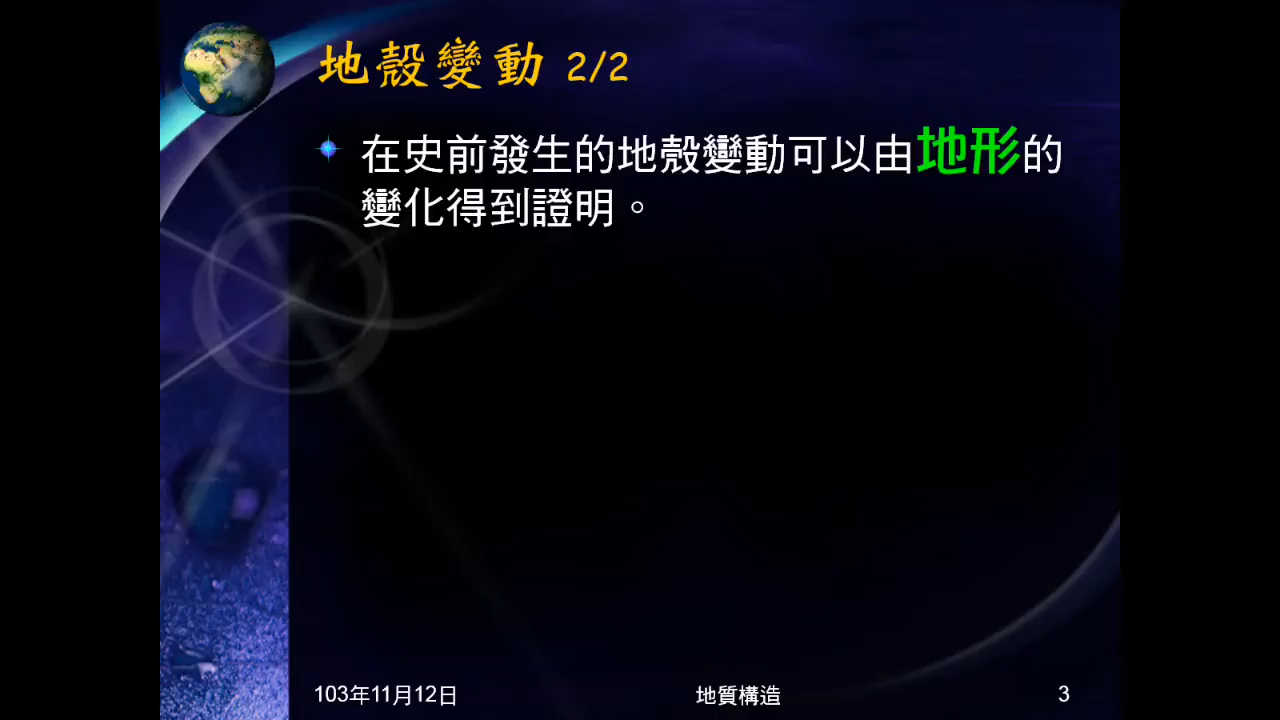 地殼變動 2/2
在史前發生的地殼變動可以由地形的
變化得到證明。
103年11月12日
地質構造
3